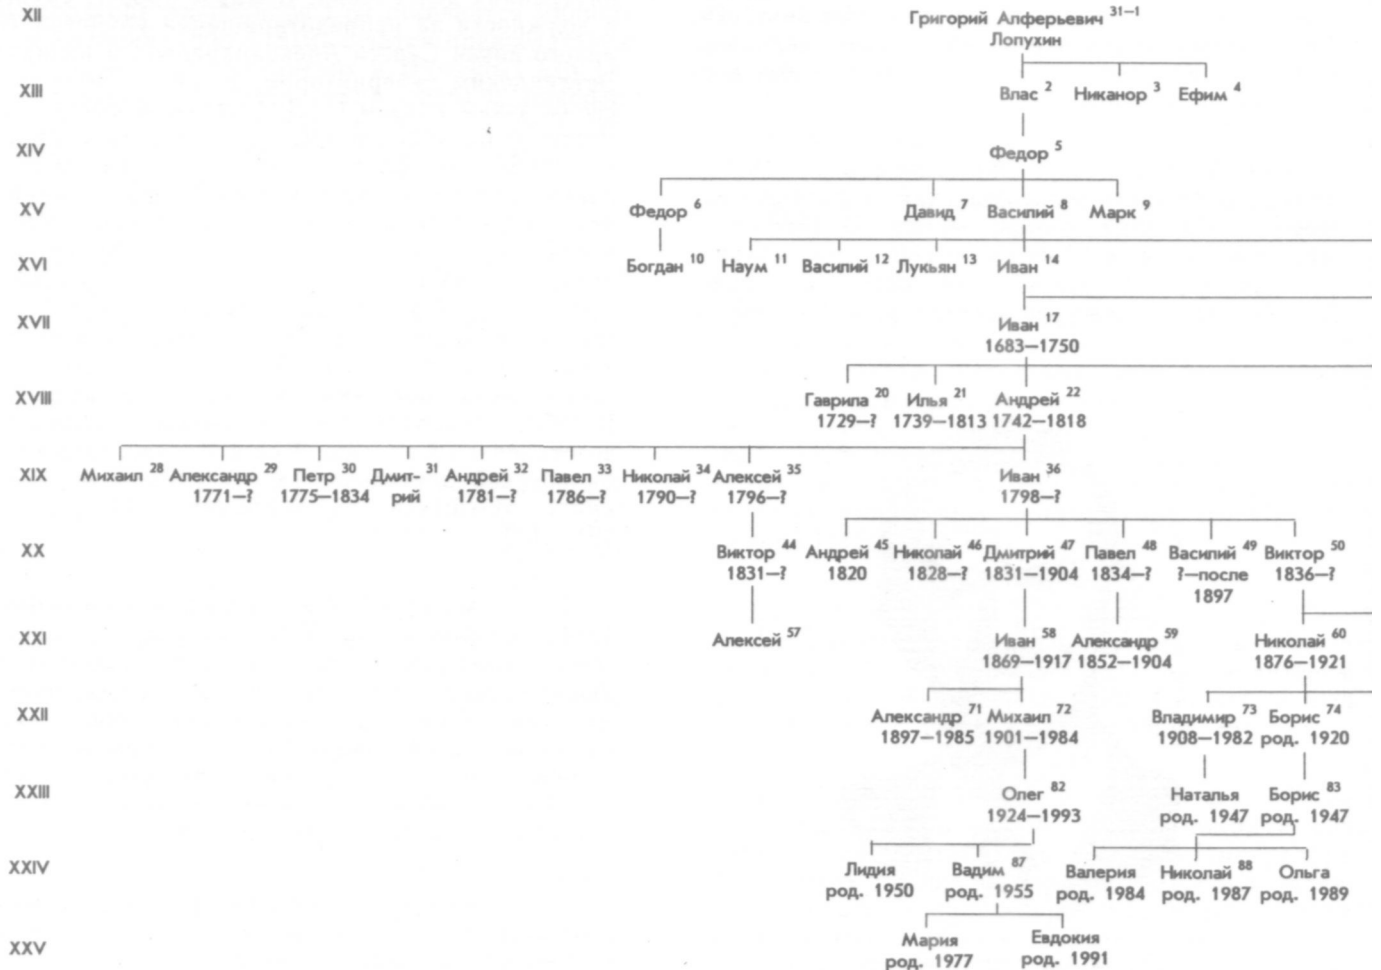 XII
Григорий Алферьевич 31—1
Лопухин
XIII
Влас 2 Никанор 3 Ефим 4
XIV
Федор 5
XV
Федор 6 Давид 7 Василий 8 Марк 9
XVI
Богдан 10 Наум 11 Василий 12 Лукьян 13 Иван 14
XVII
Иван 17
1683—1750
XVIII
Гаврила 20 Илья 21 Андрей 22
1729—? 1739—1813 1742—1818
XIX
Михаил 28 Александр 29 Петр 30 Дмит- 31 Андрей 32 Павел 33 Николай 34 Алексей 35 Иван 36
1771—? 1775—1834 рий 1781—? 1786—? 1790—? 1796—? 1798—?
XX
Виктор 44 Андрей 45 Николай 46 Дмитрий 47 Павел 48 Василий 49 Виктор 50
1831—? 1820 1828—? 1831—1904 1834—? ?—после 1836—?
1897
XXI
Алексей 57 Иван 58 Александр 59 Николай 60
1869—1917 1852—1904 1876—1921
XXII
Александр 71 Михаил 72 Владимир 73 Борис 74
1897—1985 1901—1984 1908—1982 род. 1920
XXIII
Олег 82 Наталья Борис 83
1924—1993 род. 1947 род. 1947
XXIV
Лидия Вадим 87 Валерия Николай 88 Ольга
род. 1950 род. 1955 род. 1984 род. 1987 род. 1989
XXV
Мария Евдокия
род. 1977 род. 1991